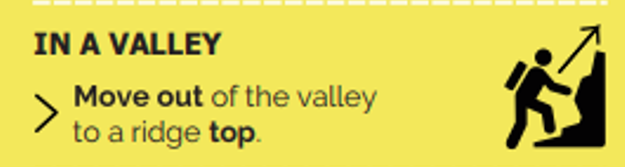 IN A VALLEY
Move out of the valley
to a ridge top.